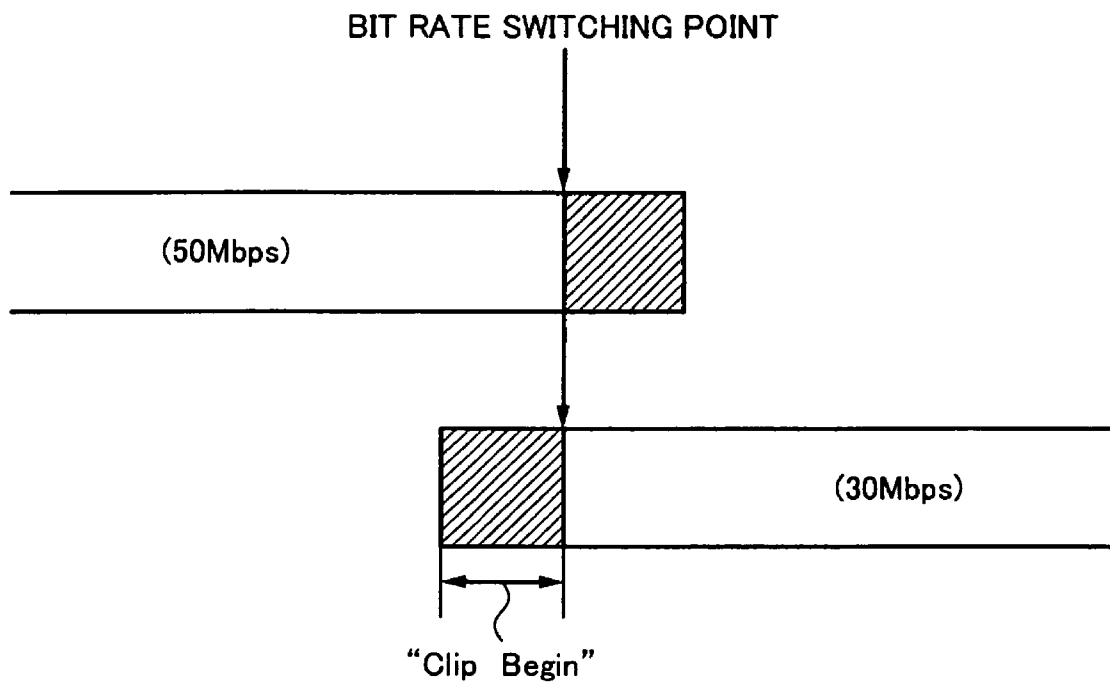 BIT RATE SWITCHING POINT
(50Mbps)
(30Mbps)
“Clip Begin”